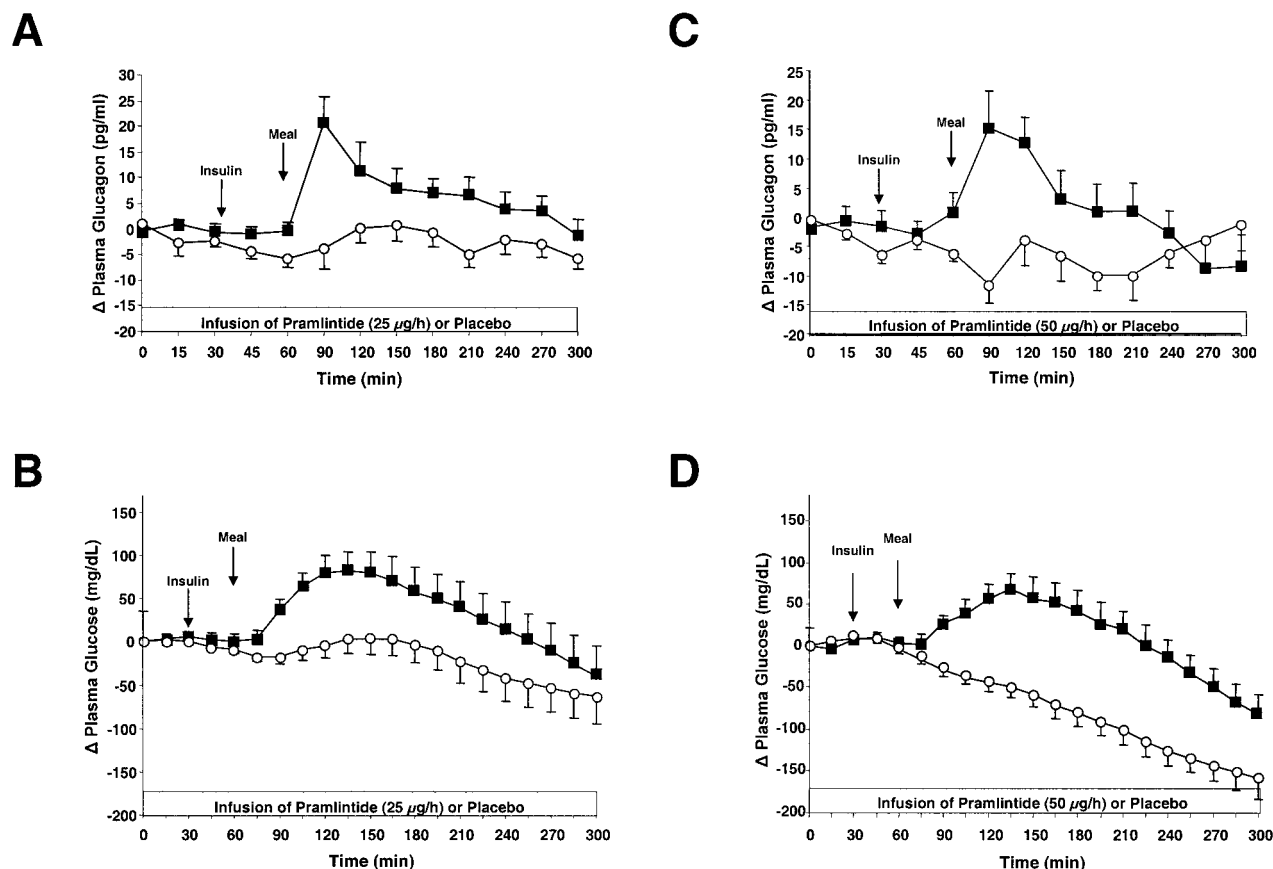 A
Δ Plasma Glucagon (pg/ml)
30
25
20
15
10
5
0
-5
-10
-15
-20
Insulin
Meal
Infusion of Pramlintide (25 µg/h) or Placebo
0 15 30 45 60 90 120 150 180 210 240 270 300
Time (min)
C
Δ Plasma Glucagon (pg/ml)
25
20
15
10
5
0
-5
-10
-15
-20
Insulin
Meal
Infusion of Pramlintide (50 µg/h) or Placebo
0 15 30 45 60 90 120 150 180 210 240 270 300
Time (min)
B
Δ Plasma Glucose (mg/dL)
150
100
50
0
-50
-100
-150
-200
Insulin
Meal
Infusion of Pramlintide (25 µg/h) or Placebo
0 30 60 90 120 150 180 210 240 270 300
Time (min)
D
Δ Plasma Glucose (mg/dL)
150
100
50
0
-50
-100
-150
-200
Insulin
Meal
Infusion of Pramlintide (50 µg/h) or Placebo
0 30 60 90 120 150 180 210 240 270 300
Time (min)